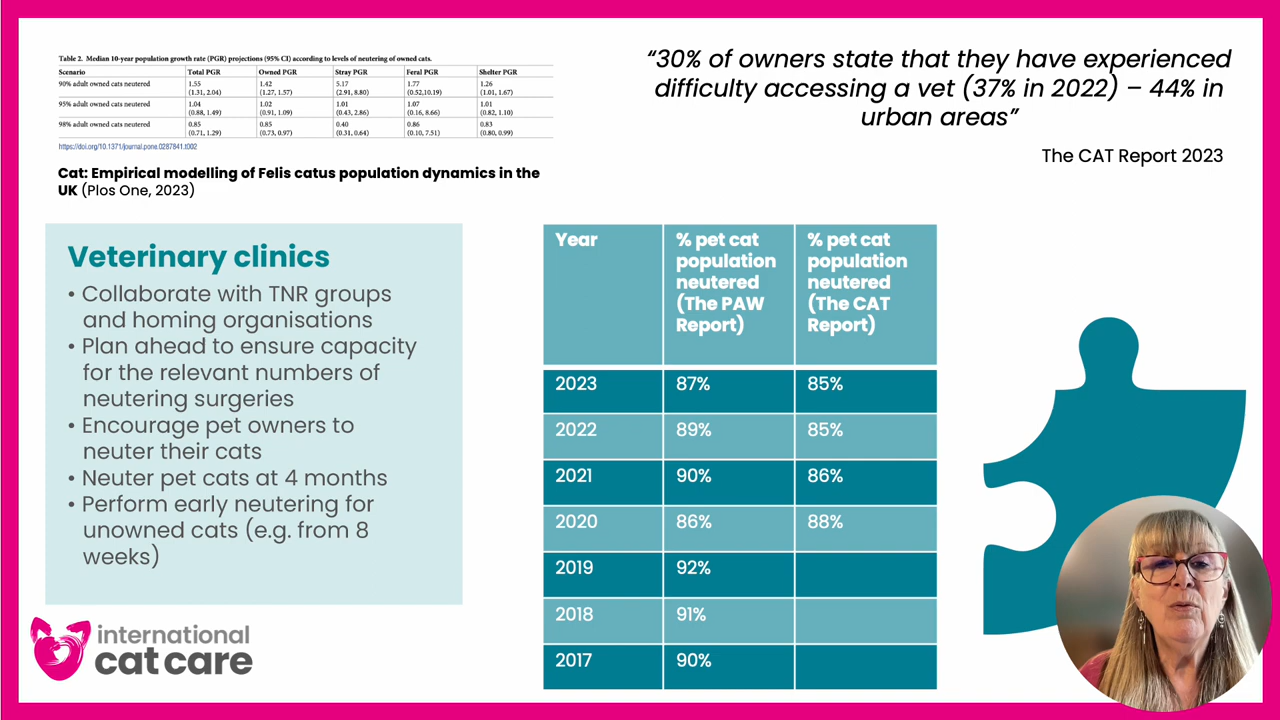 Table 2. Median 10-year population growth rate (PGR) projections (95% CI) according to levels of neutering of owned cats.
Scenario Total PGR Owned PGR Stray PGR Feral PGR Shelter PGR
90% adult owned cats neutered 1.55 1.42 5.17 1.77 1.26
(1.31, 2.04) (1.27, 1.57) (2.91, 8.80) (0.52,10.19) (1.01, 1.67)
95% adult owned cats neutered 1.04 1.02 1.01 1.07 1.01
(0.88, 1.49) (0.91, 1.09) (0.43, 2.86) (0.16, 8.66) (0.82, 1.10)
98% adult owned cats neutered 0.85 0.85 0.40 0.86 0.83
(0.71, 1.29) (0.73, 0.97) (0.31, 0.64) (0.10, 7.51) (0.80, 0.99)
https://doi.org/10.1371/journal.pone.0287841.t002
Cat: Empirical modelling of Felis catus population dynamics in the
UK (Plos One, 2023)
“30% of owners state that they have experienced
difficulty accessing a vet (37% in 2022) – 44% in
urban areas”
The CAT Report 2023
Veterinary clinics
• Collaborate with TNR groups
and homing organisations
• Plan ahead to ensure capacity
for the relevant numbers of
neutering surgeries
• Encourage pet owners to
neuter their cats
• Neuter pet cats at 4 months
• Perform early neutering for
unowned cats (e.g. from 8
weeks)
Year % pet cat % pet cat
population population
neutered neutered
(The PAW (The CAT
Report) Report)
2023 87% 85%
2022 89% 85%
2021 90% 86%
2020 86% 88%
2019 92%
2018 91%
2017 90%
international
cat care